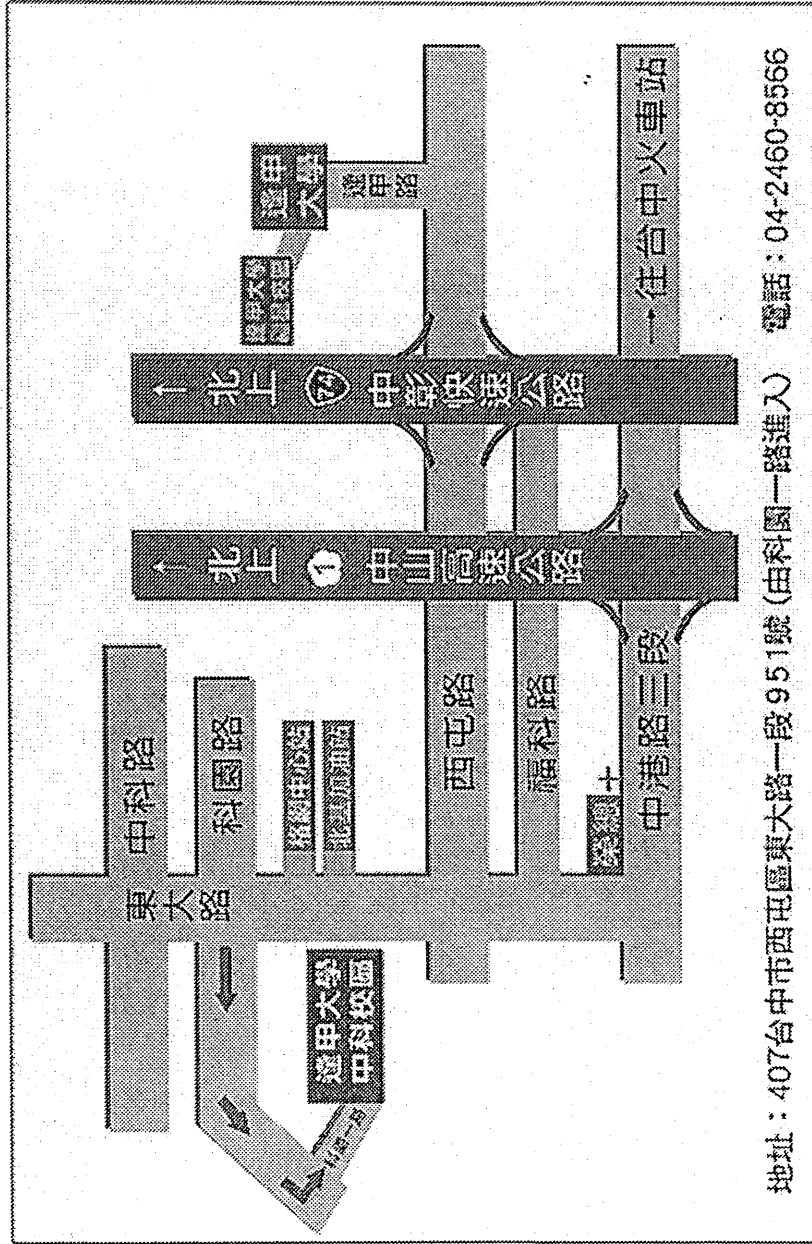 中科路
科園路
東大路
逢甲大學
中科校區
西屯路
福科路
榮總
中港路三段
↑ 北上 1 中山高速公路
↑ 北上 74 中彰快速公路
逢甲
大學
逢甲路
→往台中火車站
地址：407台中市西屯區東大路一段951號 (由科園一路進入) 電話：04-2460-8566